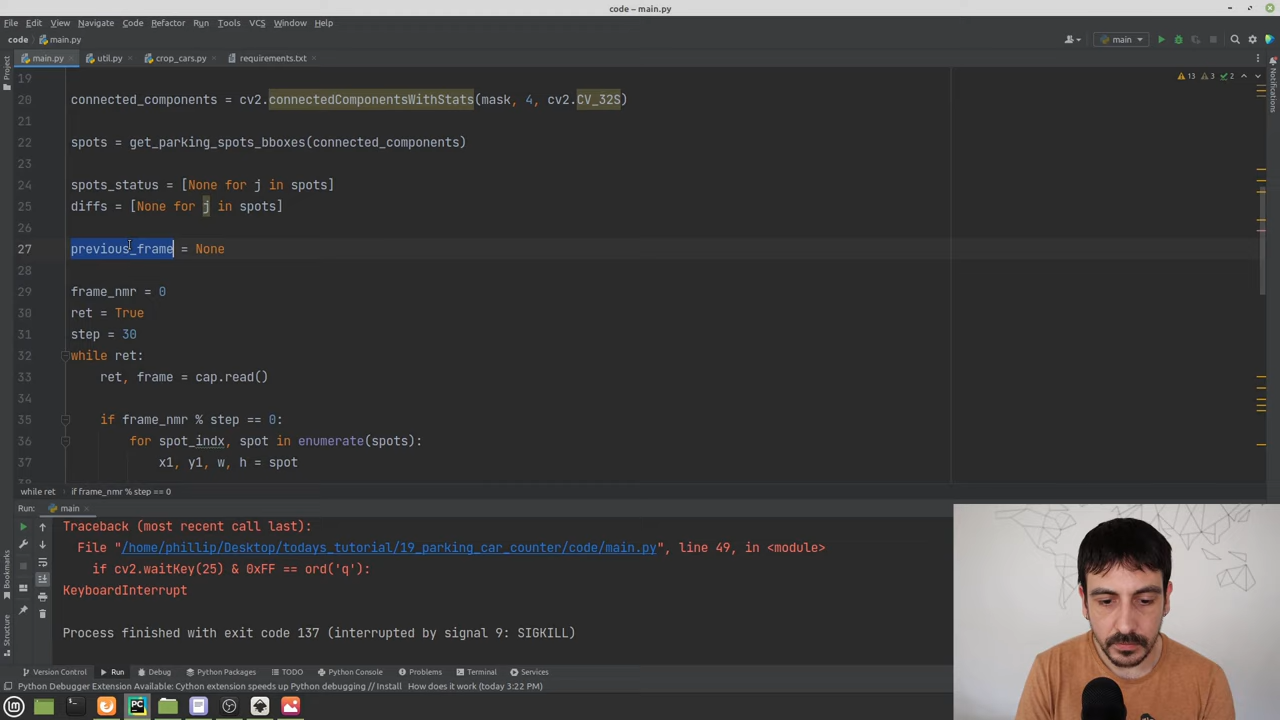 code – main.py
File Edit View Navigate Code Refactor Run Tools VCS Window Help
code main.py main
main.py util.py crop_cars.py requirements.txt
Project
Notifications
13 3 2
19
20 connected_components = cv2.connectedComponentsWithStats(mask, 4, cv2.CV_32S)
21
22 spots = get_parking_spots_bboxes(connected_components)
23
24 spots_status = [None for j in spots]
25 diffs = [None for j in spots]
26
27 previous_frame = None
28
29 frame_nmr = 0
30 ret = True
31 step = 30
32 while ret:
33 ret, frame = cap.read()
34
35 if frame_nmr % step == 0:
36 for spot_indx, spot in enumerate(spots):
37 x1, y1, w, h = spot
while ret if frame_nmr % step == 0
Run: main
Traceback (most recent call last):
File "/home/phillip/Desktop/todays_tutorial/19_parking_car_counter/code/main.py", line 49, in <module>
if cv2.waitKey(25) & 0xFF == ord('q'):
KeyboardInterrupt
Process finished with exit code 137 (interrupted by signal 9: SIGKILL)
Bookmarks
Structure
Version Control Run Debug Python Packages TODO Python Console Problems Terminal Services
Python Debugger Extension Available: Cython extension speeds up Python debugging // Install How does it work (today 3:22 PM)